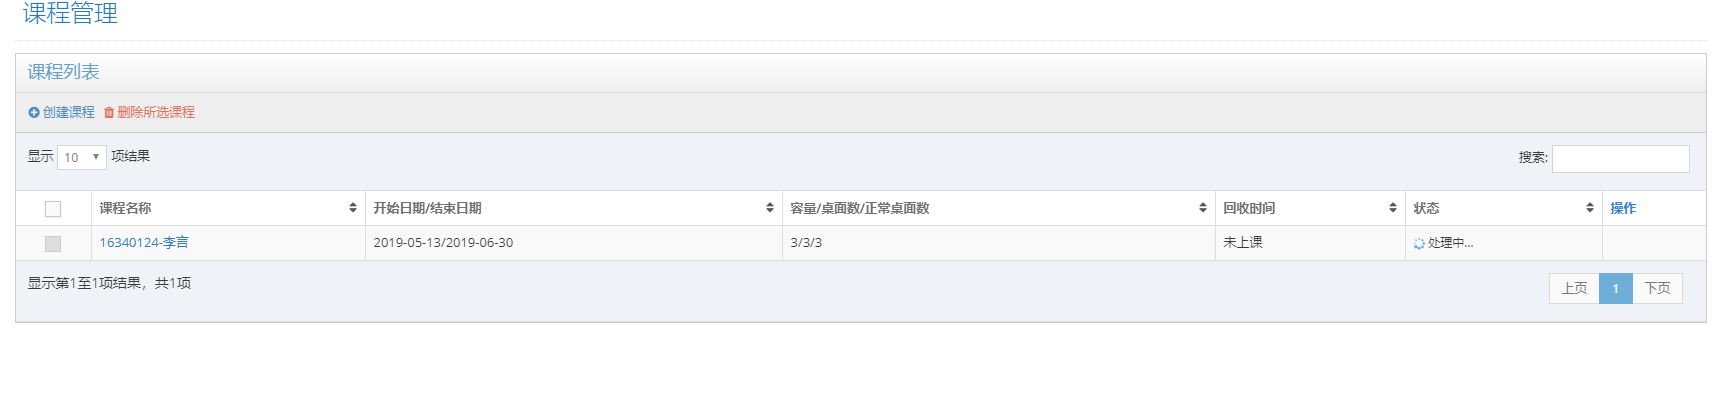 课程管理
课程列表
创建课程 删除所选课程
显示 10 项结果 搜索:
课程名称 开始日期/结束日期 容量/桌面数/正常桌面数 回收时间 状态 操作
16340124-李言 2019-05-13/2019-06-30 3/3/3 未上课 处理中...
显示第1至1项结果，共1项 上页 1 下页